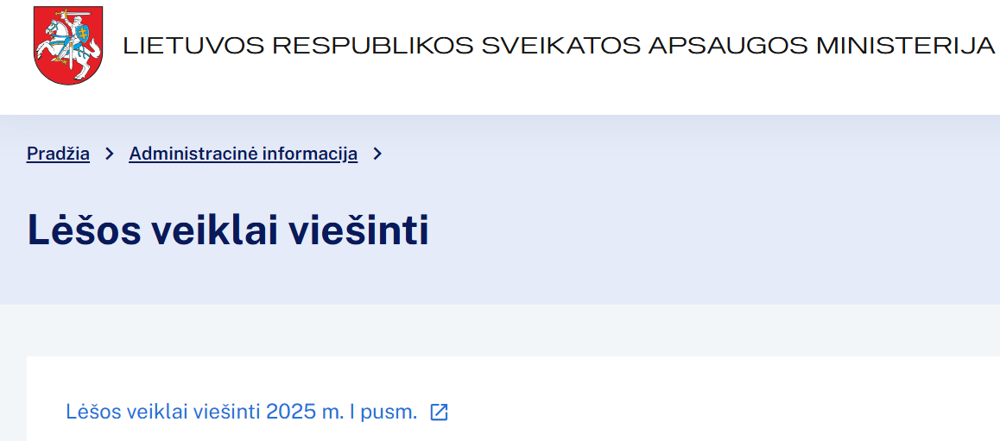 LIETUVOS RESPUBLIKOS SVEIKATOS APSAUGOS MINISTERIJA
Pradžia > Administracinė informacija >
Lėšos veiklai viešinti
Lėšos veiklai viešinti 2025 m. I pusm.